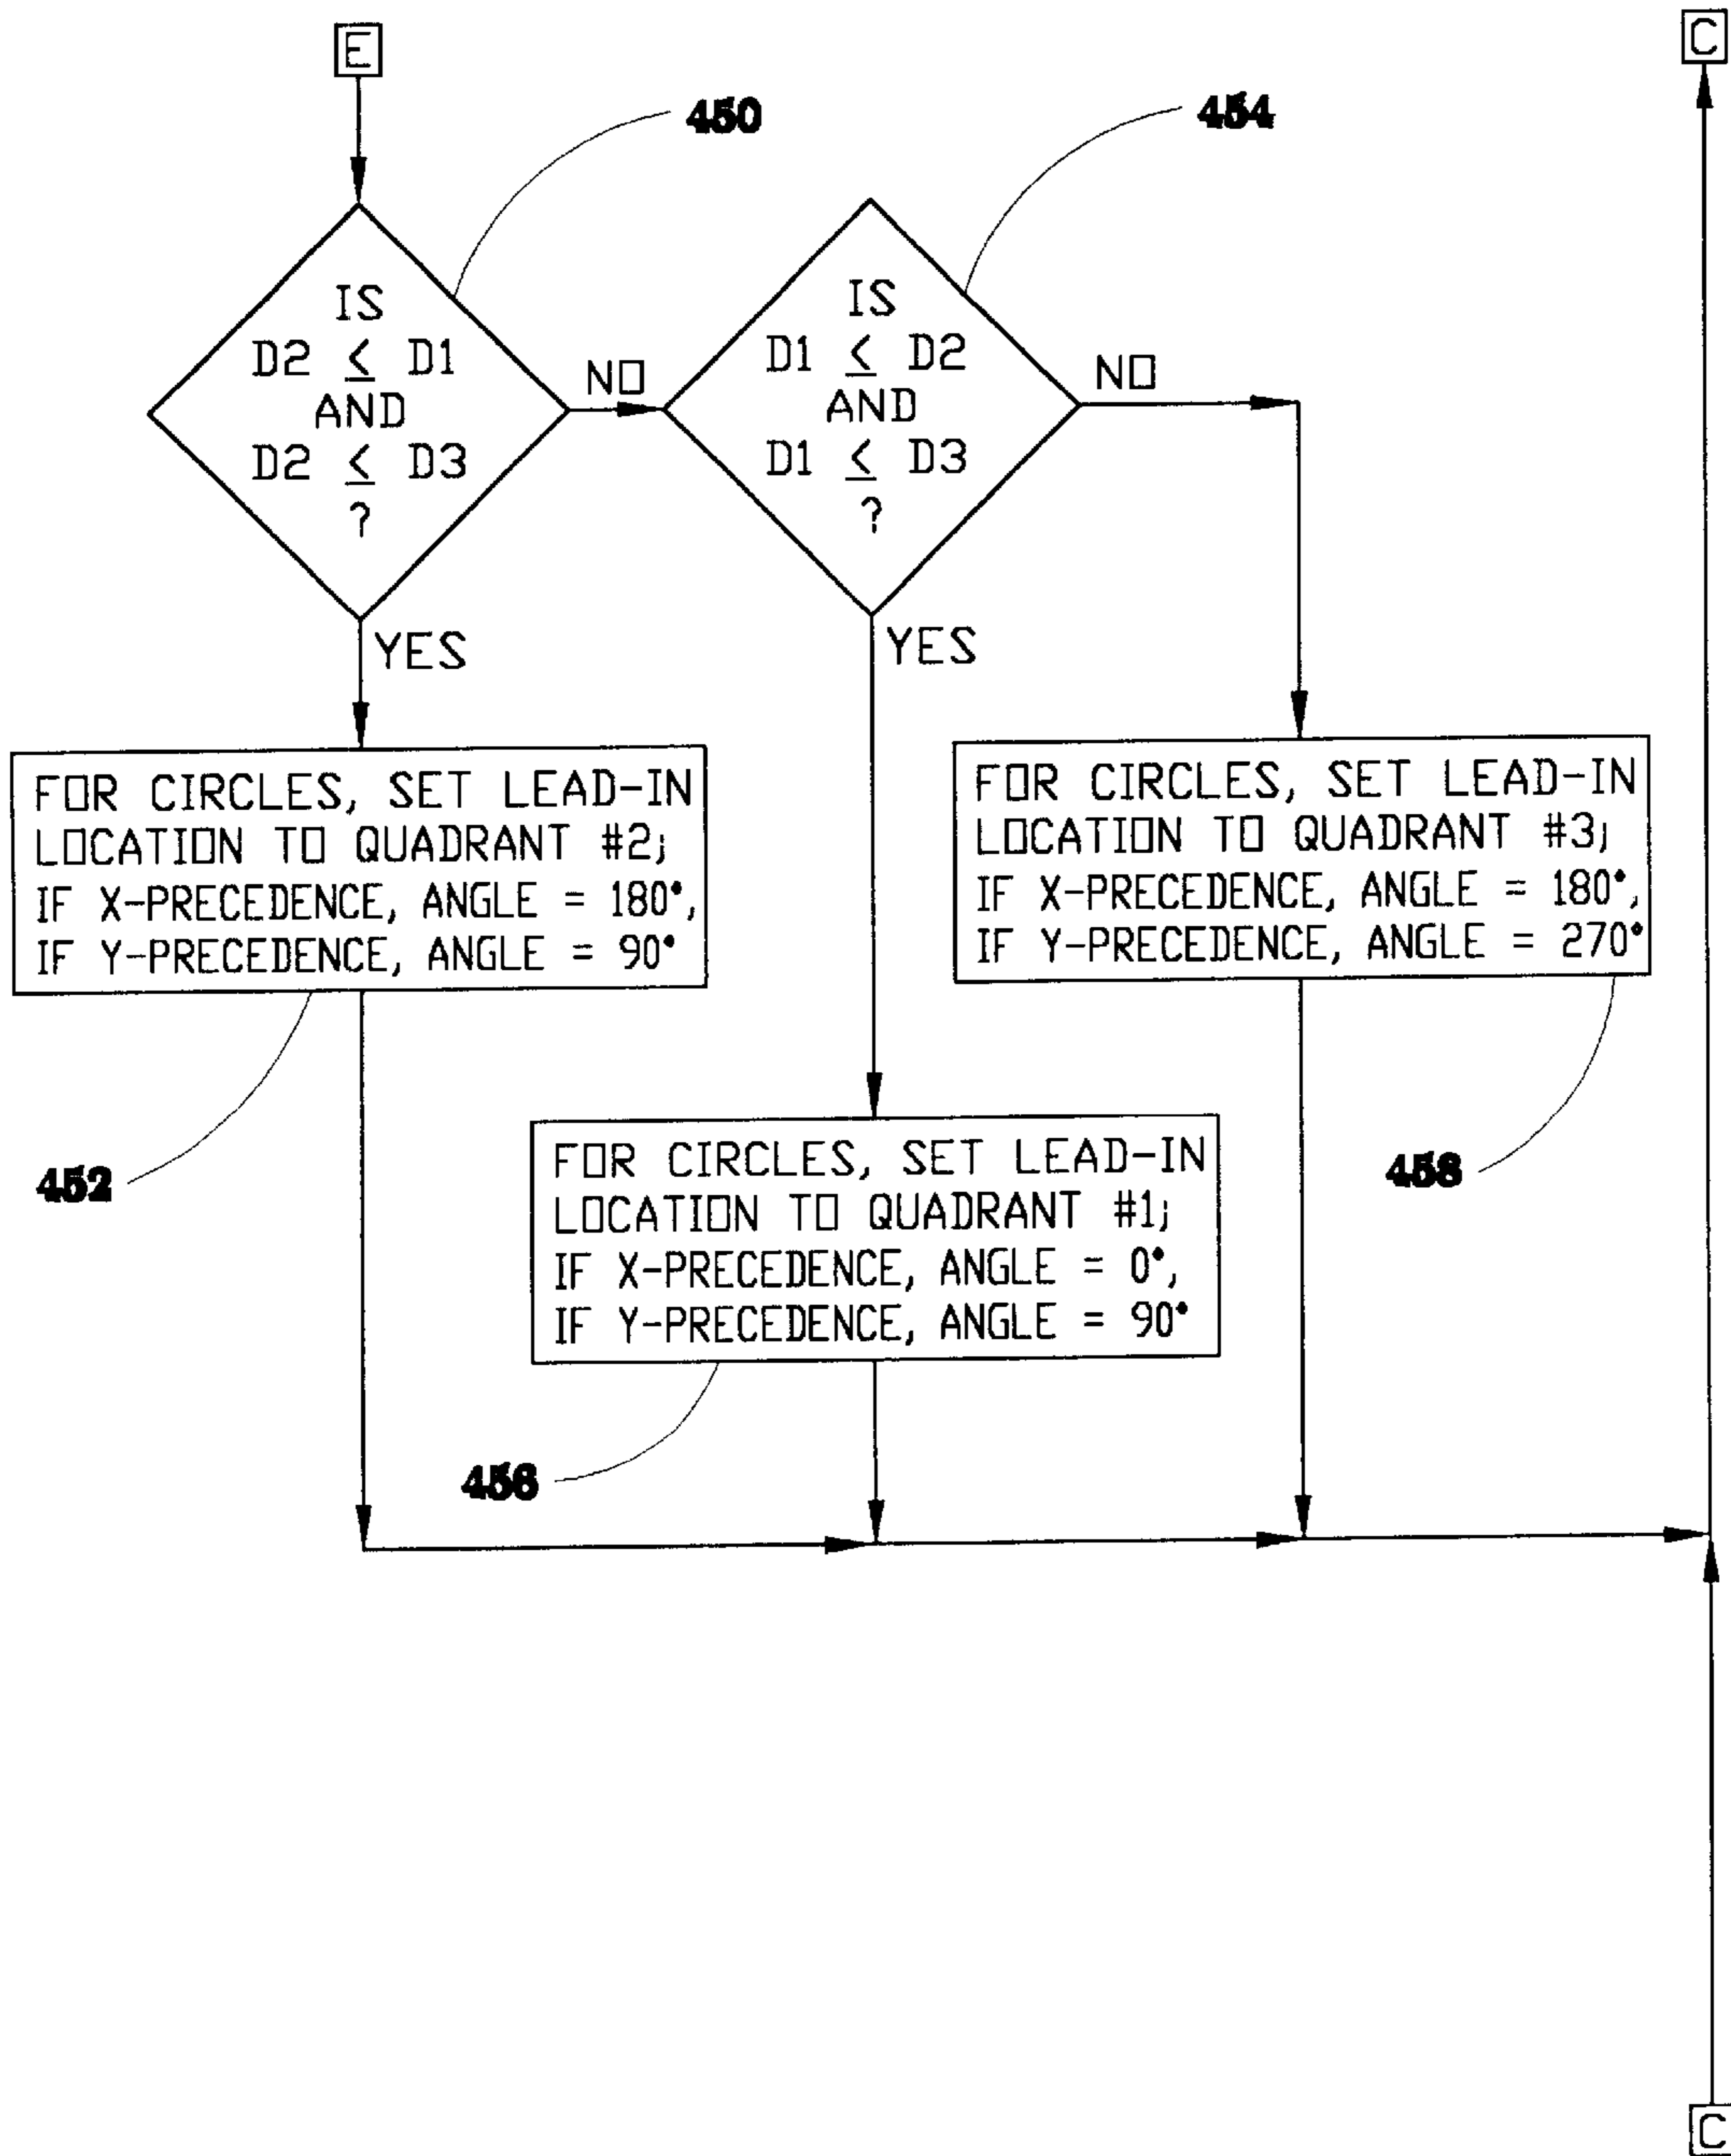 E
C
450
454
IS
D2 ≤ D1
AND
D2 ≤ D3
?
NO
IS
D1 ≤ D2
AND
D1 ≤ D3
?
NO
YES
YES
FOR CIRCLES, SET LEAD-IN
LOCATION TO QUADRANT #2;
IF X-PRECEDENCE, ANGLE = 180°,
IF Y-PRECEDENCE, ANGLE = 90°
FOR CIRCLES, SET LEAD-IN
LOCATION TO QUADRANT #3;
IF X-PRECEDENCE, ANGLE = 180°,
IF Y-PRECEDENCE, ANGLE = 270°
452
458
FOR CIRCLES, SET LEAD-IN
LOCATION TO QUADRANT #1;
IF X-PRECEDENCE, ANGLE = 0°,
IF Y-PRECEDENCE, ANGLE = 90°
456
C